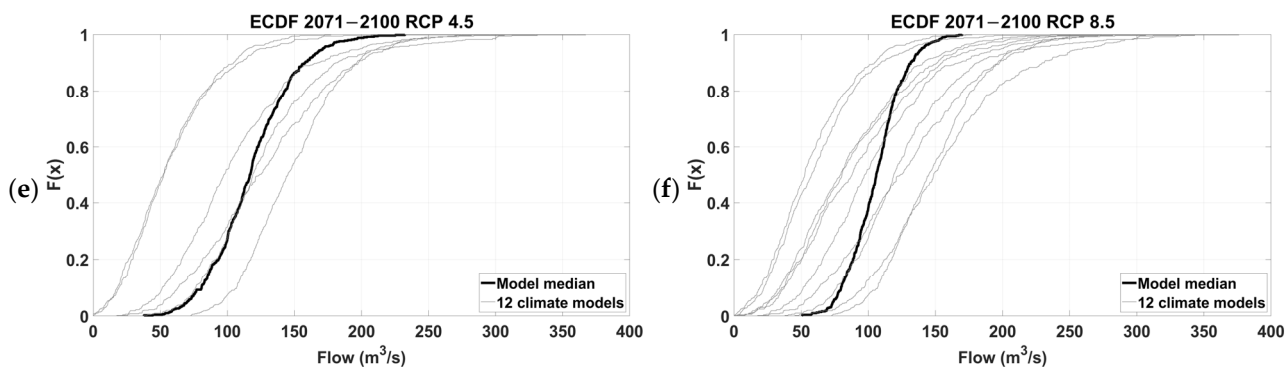 ECDF 2071−2100 RCP 4.5
1
0.8
0.6
0.4
0.2
0
F(x)
(e)
Model median
12 climate models
0 50 100 150 200 250 300 350 400
Flow (m³/s)
ECDF 2071−2100 RCP 8.5
1
0.8
0.6
0.4
0.2
0
F(x)
(f)
Model median
12 climate models
0 50 100 150 200 250 300 350 400
Flow (m³/s)